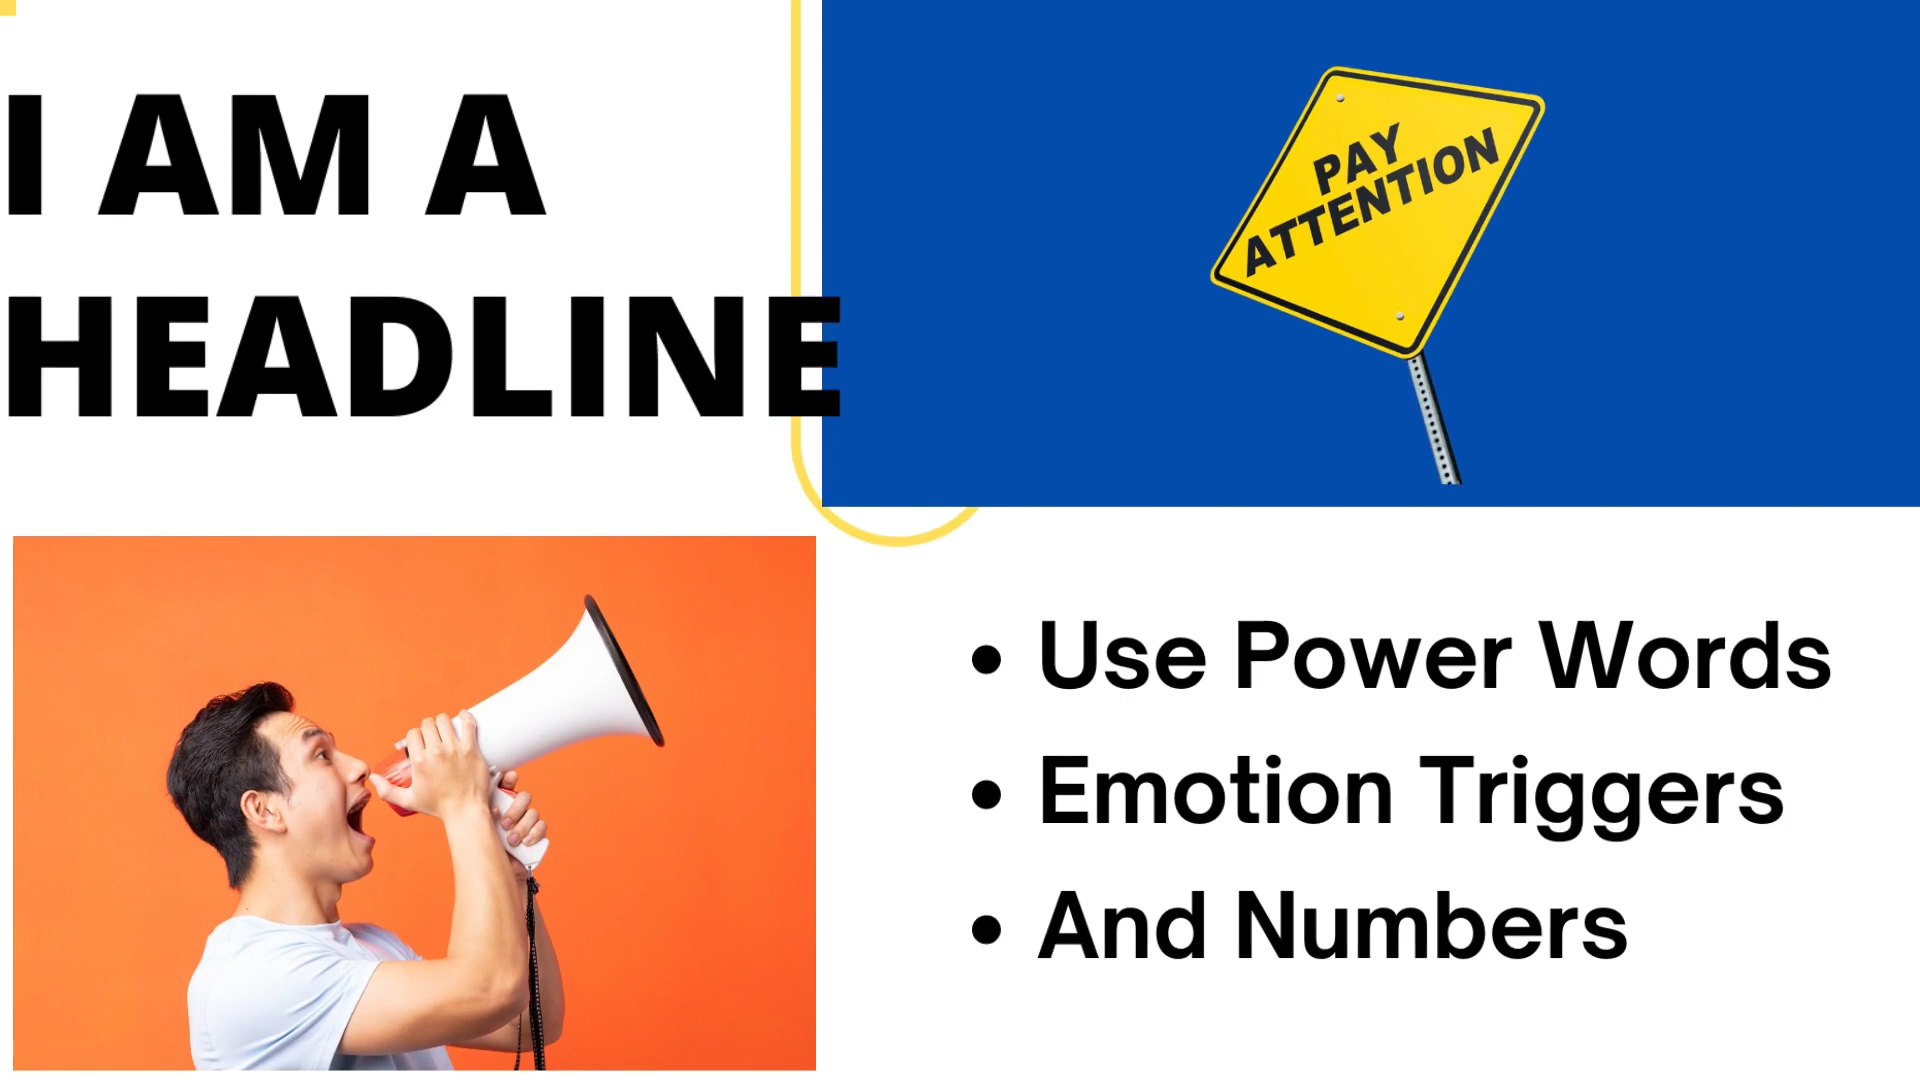 I AM A
HEADLINE
PAY
ATTENTION
• Use Power Words
• Emotion Triggers
• And Numbers